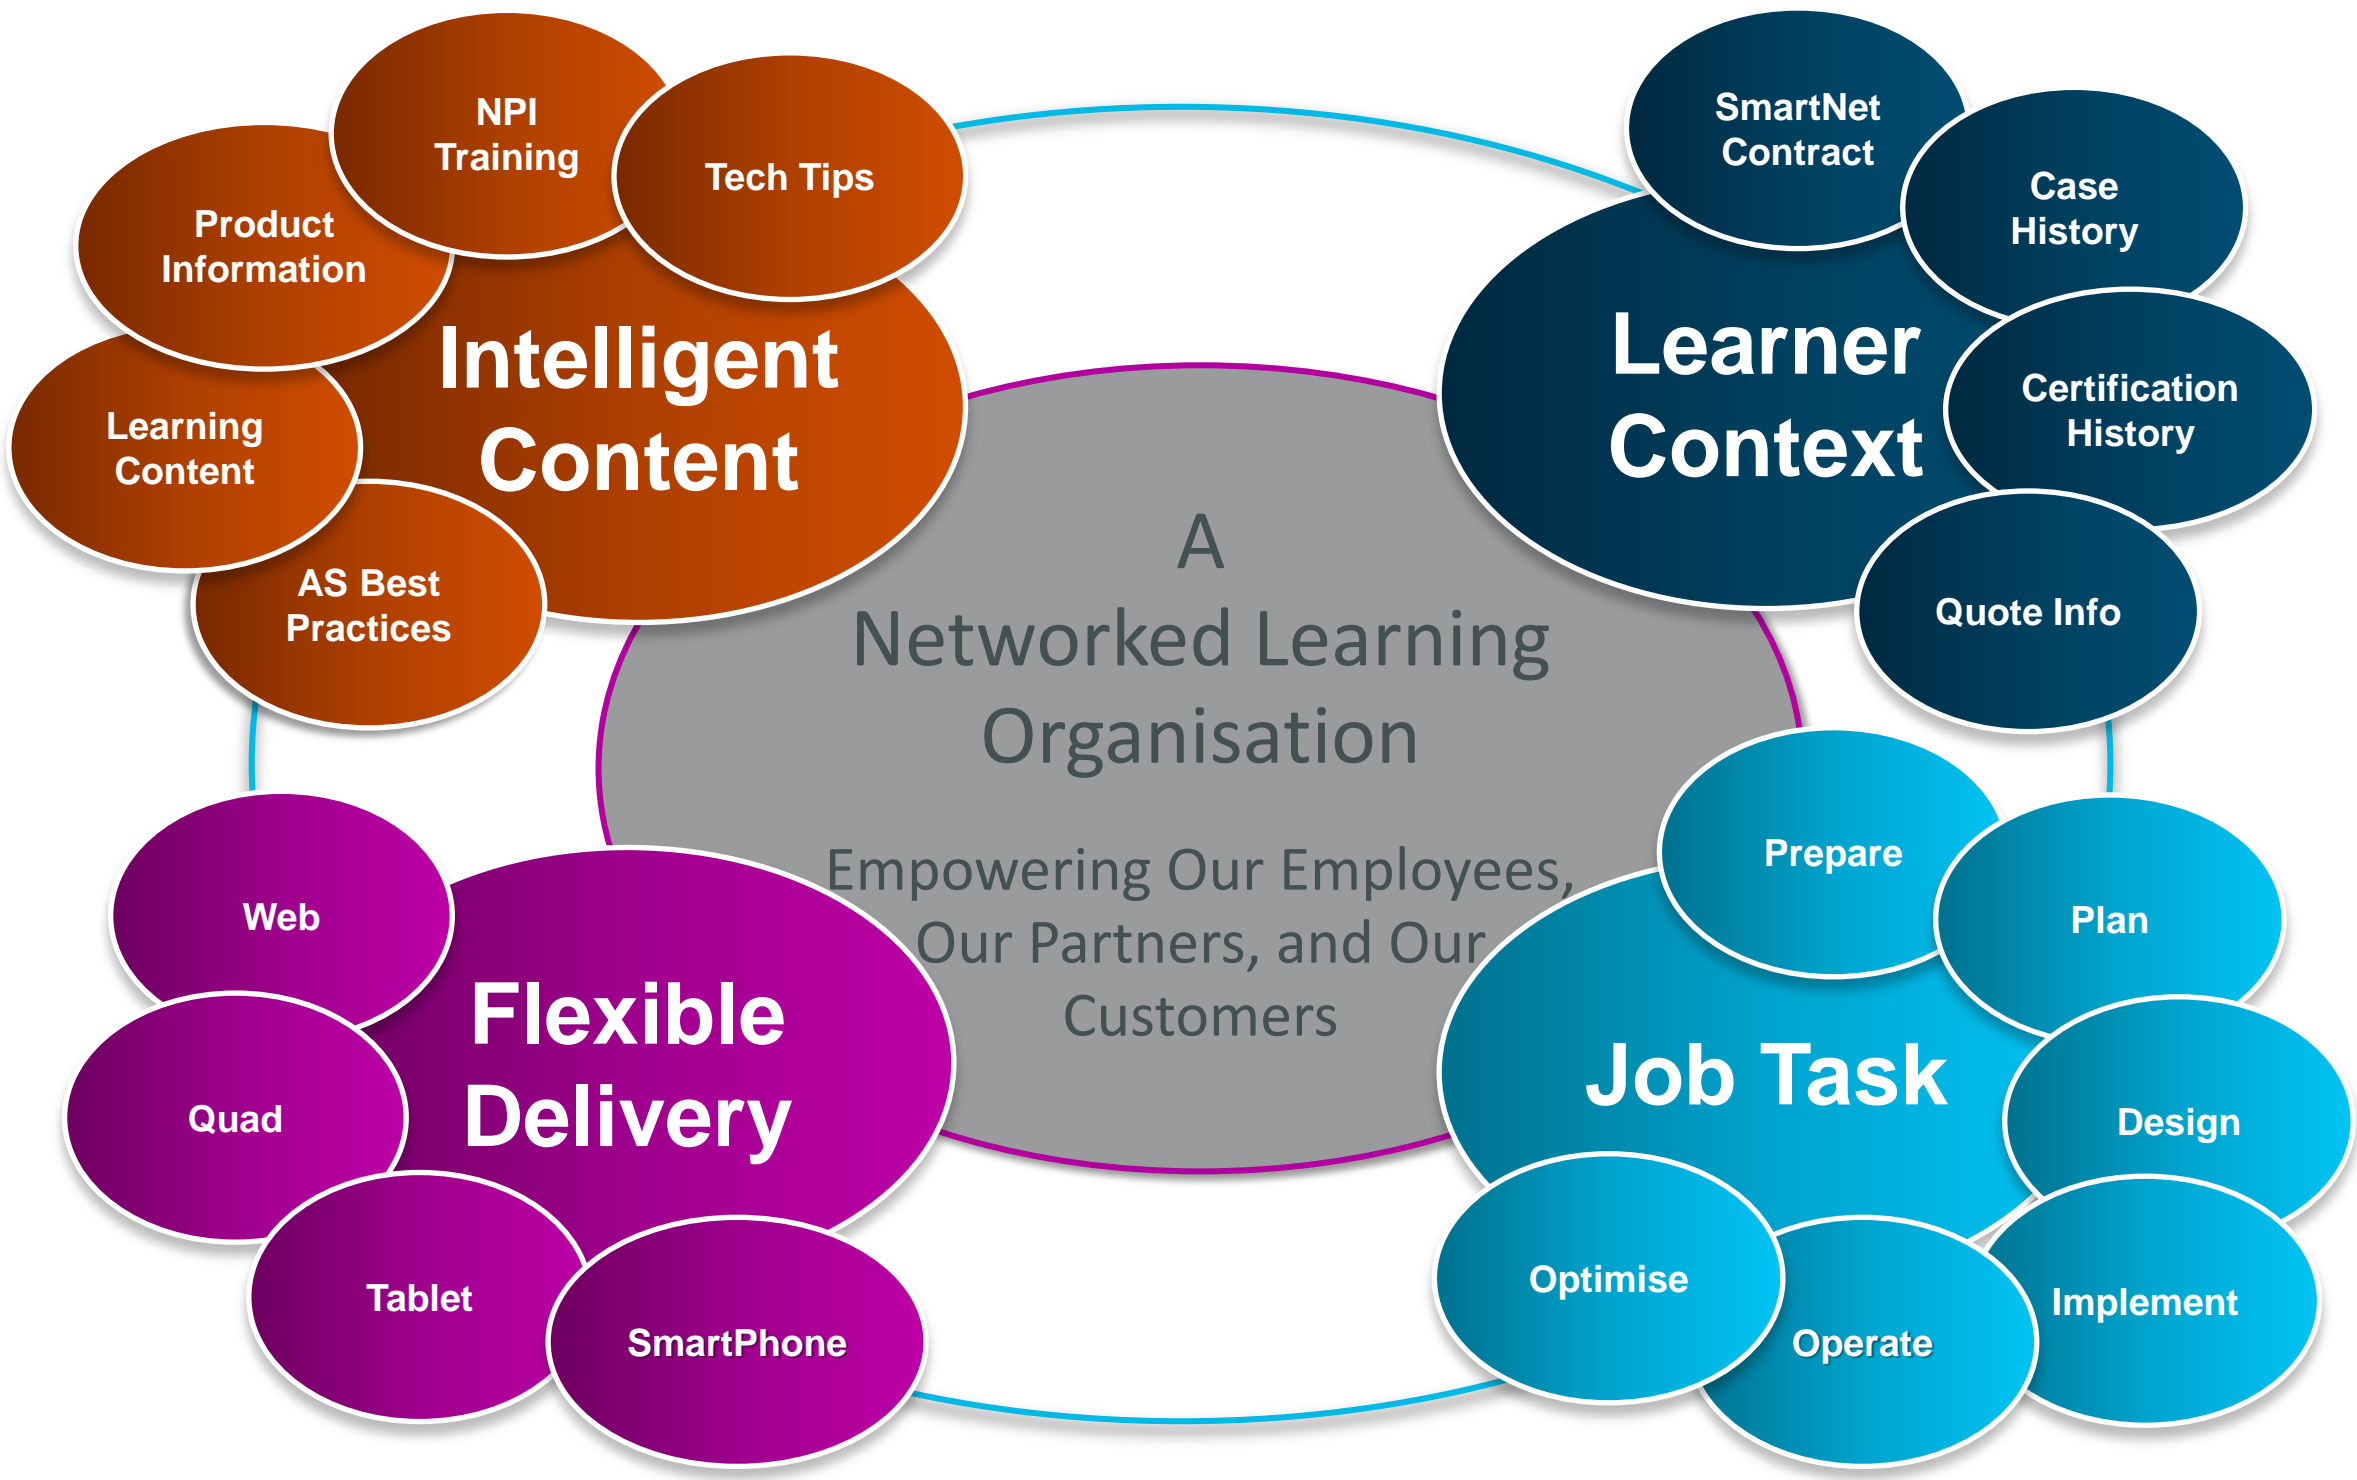 NPI
Training
Tech Tips
Product
Information
Learning
Content
AS Best
Practices
Intelligent
Content
SmartNet
Contract
Case
History
Certification
History
Quote Info
Learner
Context
A
Networked Learning
Organisation
Empowering Our Employees,
Our Partners, and Our
Customers
Web
Quad
Tablet
SmartPhone
Flexible
Delivery
Prepare
Plan
Design
Implement
Operate
Optimise
Job Task